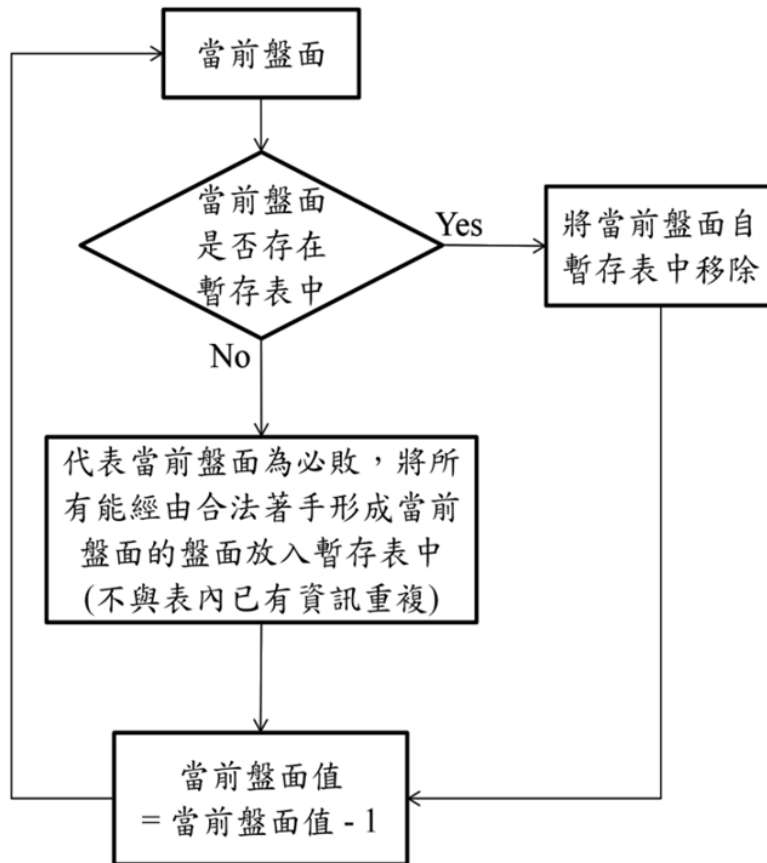 當前盤面
當前盤面
是否存在
暫存表中
Yes
將當前盤面自
暫存表中移除
No
代表當前盤面為必敗，將所
有能經由合法著手形成當前
盤面的盤面放入暫存表中
(不與表內已有資訊重複)
當前盤面值
= 當前盤面值 - 1